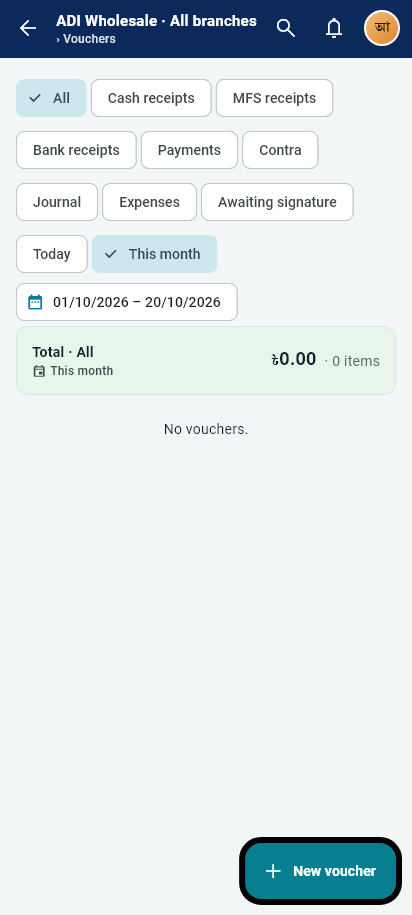 ADI Wholesale · All branches
› Vouchers
আ
All
Cash receipts
MFS receipts
Bank receipts
Payments
Contra
Journal
Expenses
Awaiting signature
Today
This month
01/10/2026 – 20/10/2026
Total · All
৳0.00 · 0 items
This month
No vouchers.
New voucher